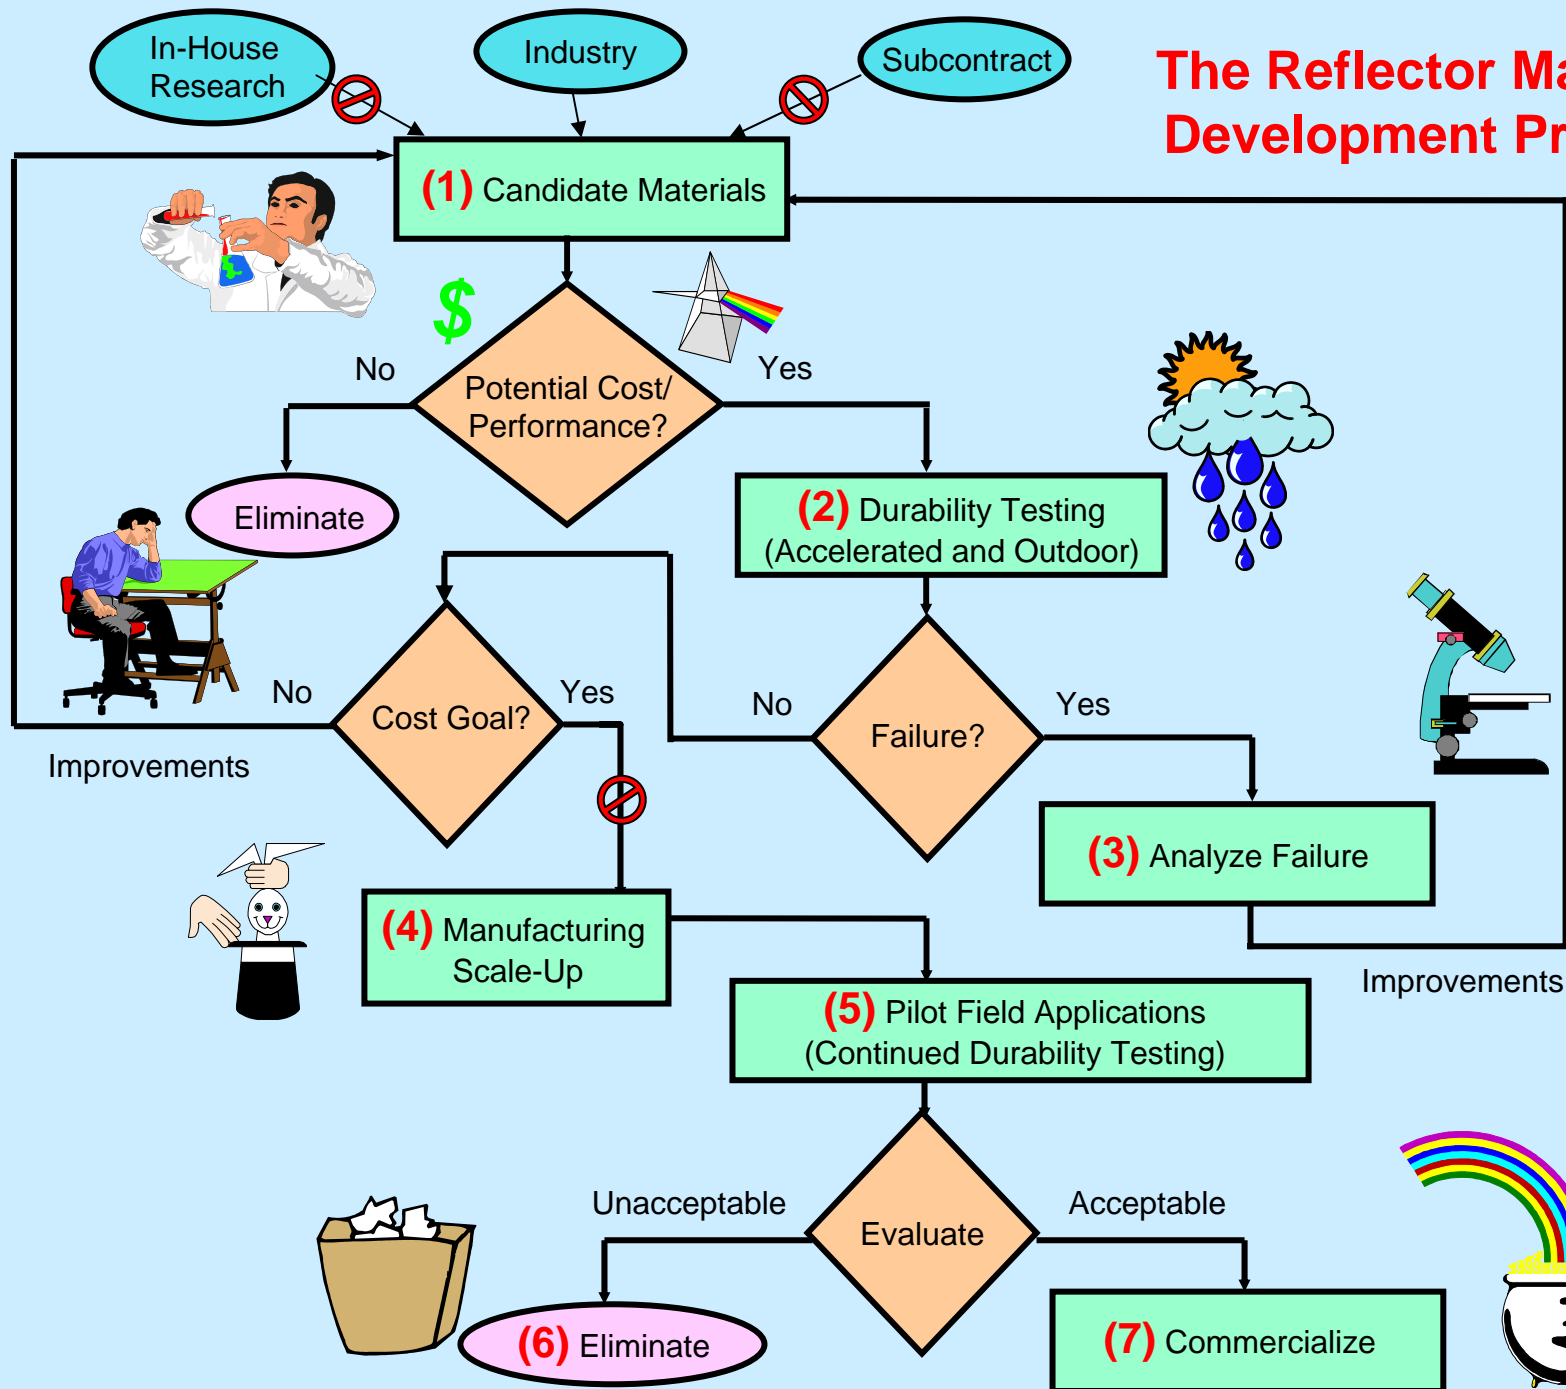 In-House
Research
Industry
Subcontract
The Reflector Ma
Development Pr
(1) Candidate Materials
$
No
Yes
Potential Cost/
Performance?
Eliminate
(2) Durability Testing
(Accelerated and Outdoor)
No
Yes
Cost Goal?
No
Yes
Failure?
Improvements
(3) Analyze Failure
(4) Manufacturing
Scale-Up
Improvements
(5) Pilot Field Applications
(Continued Durability Testing)
Unacceptable
Acceptable
Evaluate
(6) Eliminate
(7) Commercialize